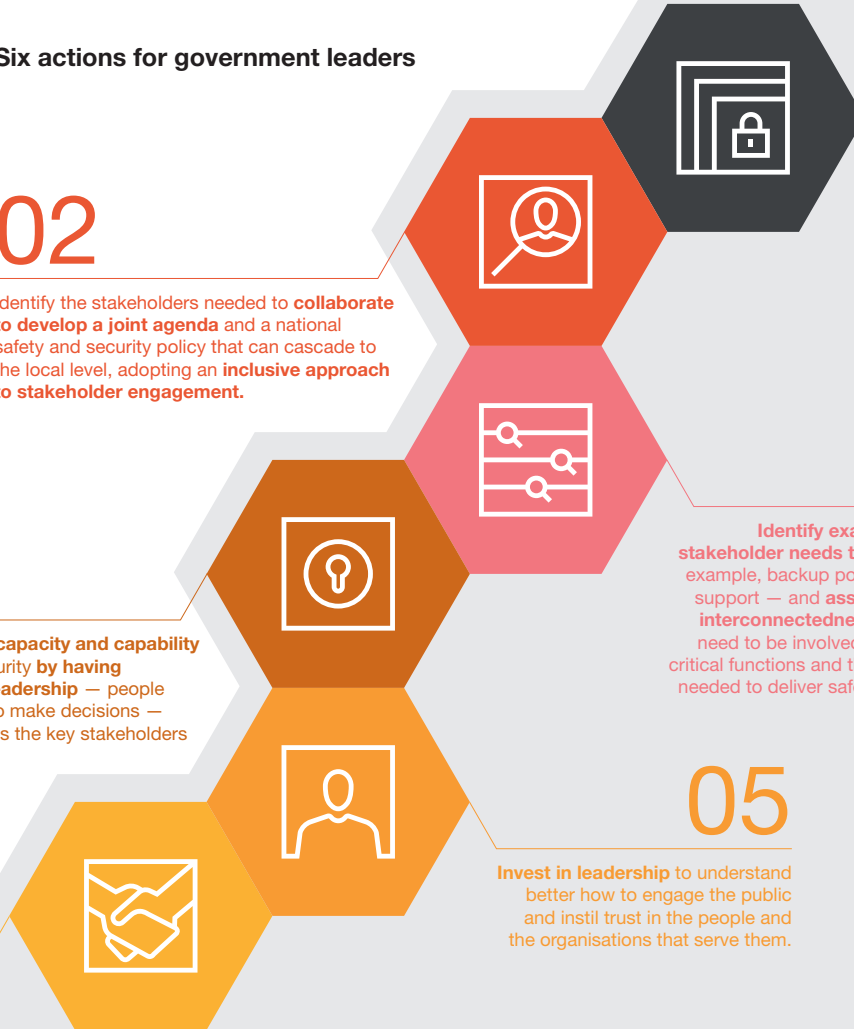 Six actions for government leaders
02
dentify the stakeholders needed to collaborate
to develop a joint agenda and a national
safety and security policy that can cascade to
he local level, adopting an inclusive approach
to stakeholder engagement.
Identify exa
stakeholder needs t
example, backup po
support — and ass
interconnectedne
need to be involved
critical functions and t
needed to deliver safe
capacity and capability
urity by having
eadership — people
o make decisions —
s the key stakeholders
05
Invest in leadership to understand
better how to engage the public
and instil trust in the people and
the organisations that serve them.